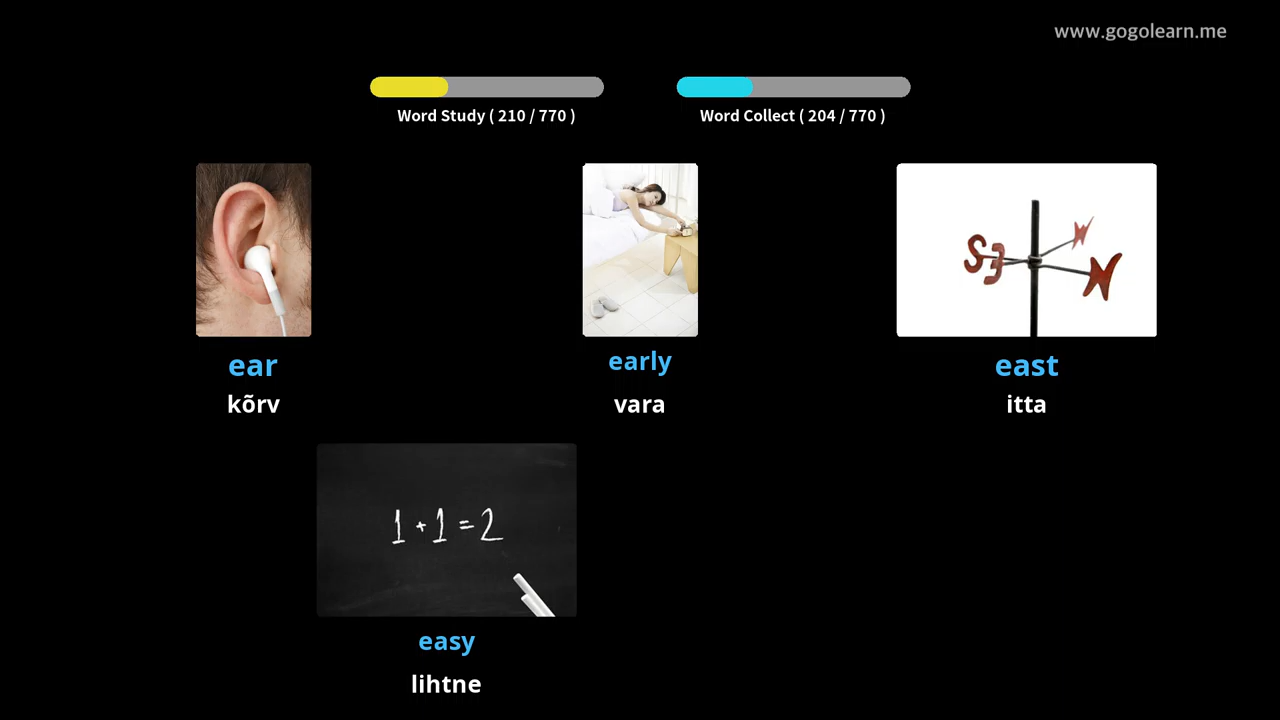 www.gogolearn.me
Word Study ( 210 / 770 )
Word Collect ( 204 / 770 )
ear
kõrv
early
vara
S E N W
east
itta
1 + 1 = 2
easy
lihtne